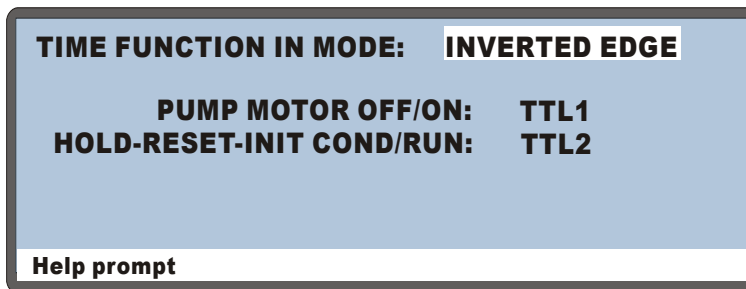 TIME FUNCTION IN MODE: INVERTED EDGE
PUMP MOTOR OFF/ON: TTL1
HOLD-RESET-INIT COND/RUN: TTL2
Help prompt